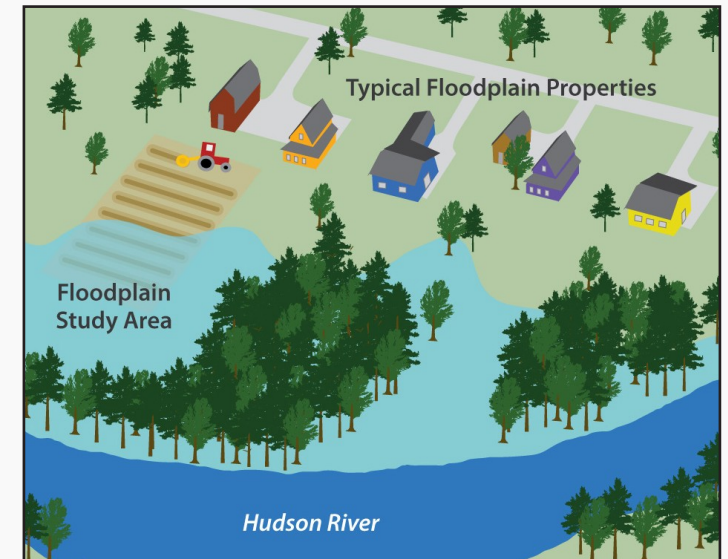 Typical Floodplain Properties
Floodplain
Study Area
Hudson River